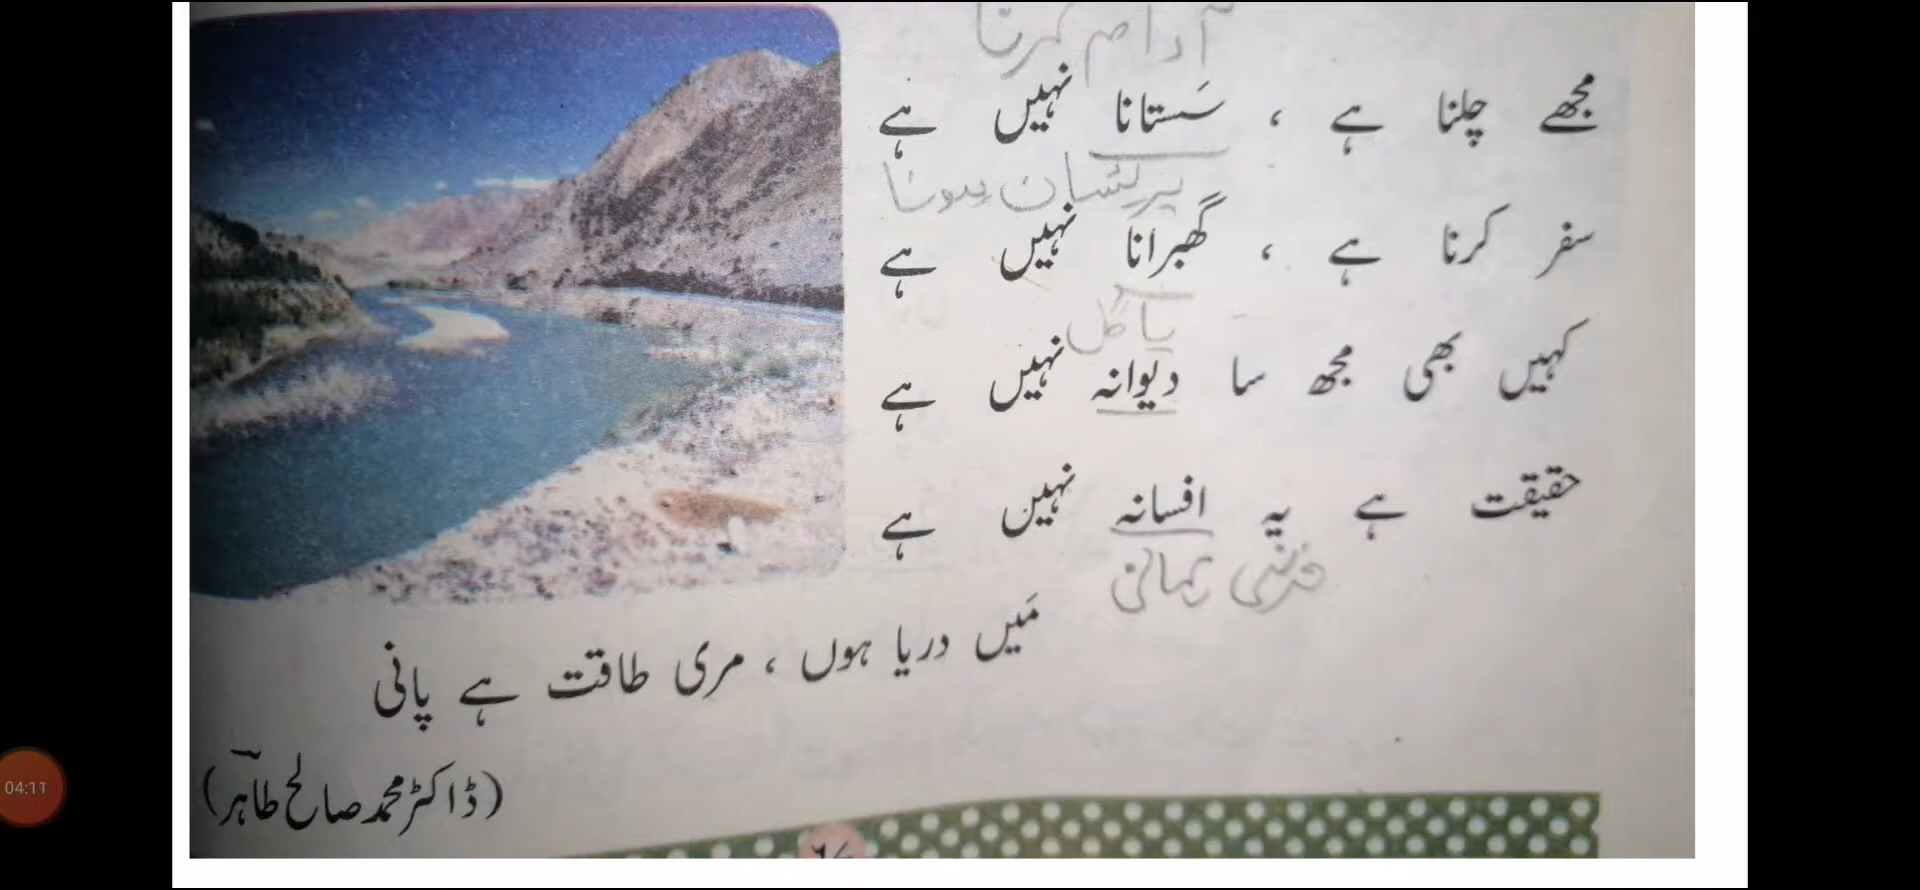 آرام کرنا
مجھے چلنا ہے ، سَستانا نہیں ہے
پریشان ہونا
سفر کرنا ہے ، گھبرانا نہیں ہے
پاگل
کہیں بھی مجھ سا دیوانہ نہیں ہے
حقیقت ہے یہ افسانہ نہیں ہے
فرضی کہانی
مَیں دریا ہوں ، مری طاقت ہے پانی
(ڈاکٹر محمد صالح طاہر)
04:11